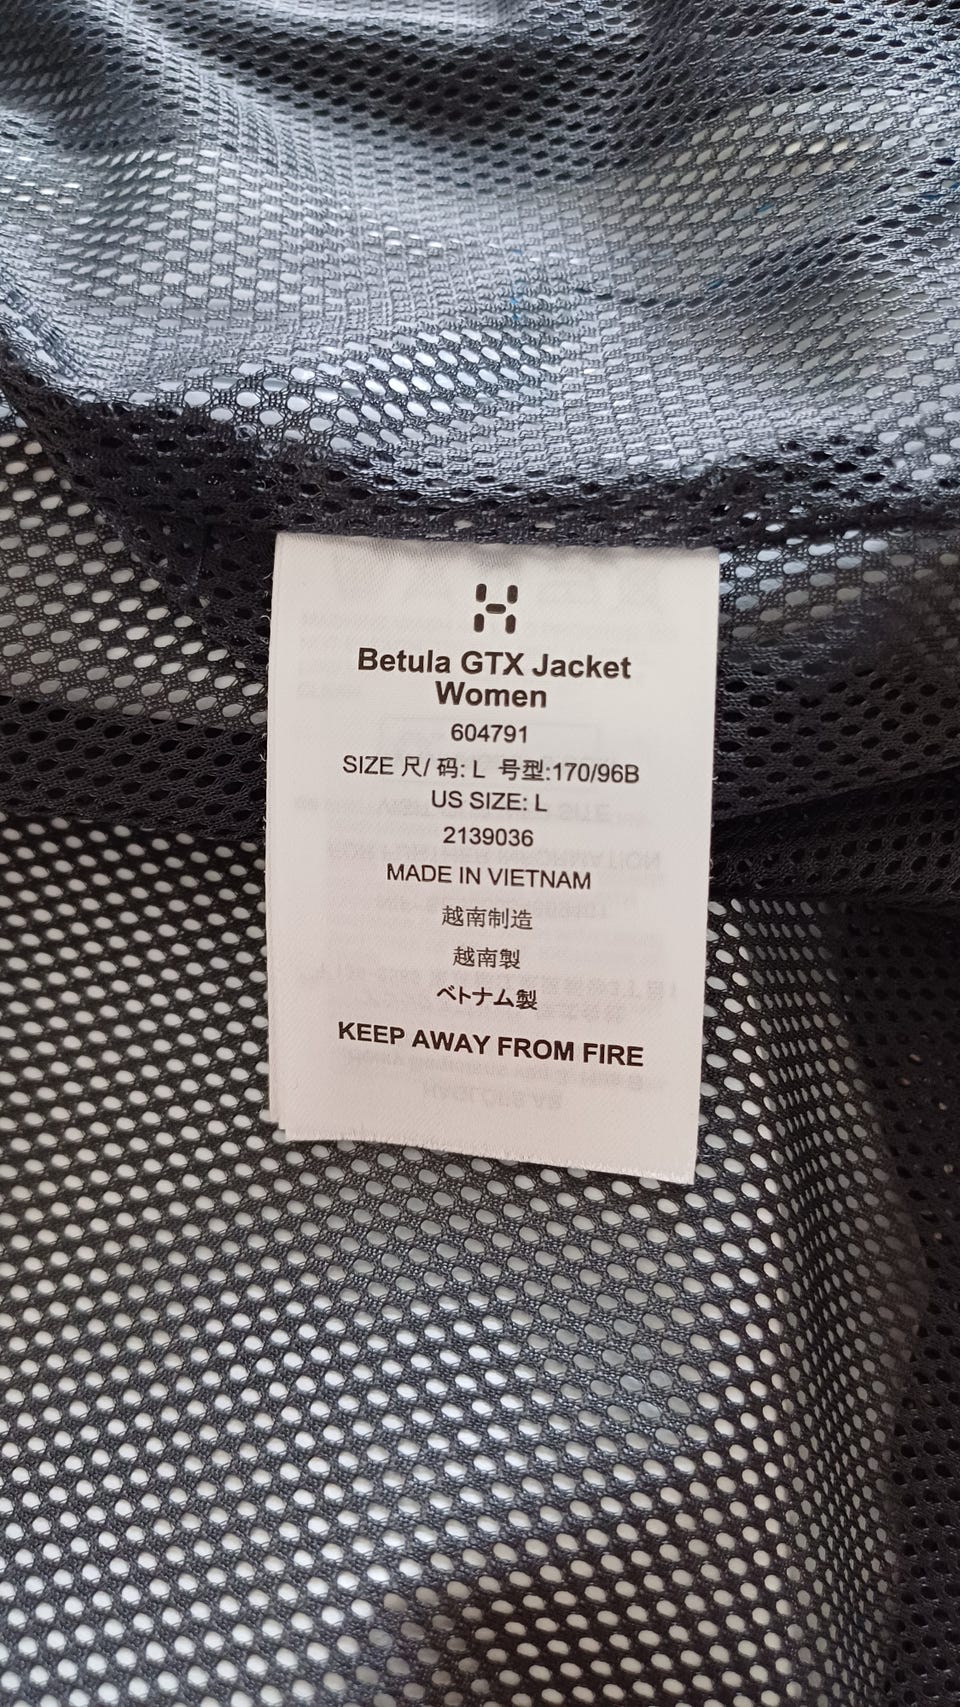 Betula GTX Jacket
Women
604791
SIZE 尺/ 码: L 号型:170/96B
US SIZE: L
2139036
MADE IN VIETNAM
越南制造
越南製
ベトナム製
KEEP AWAY FROM FIRE